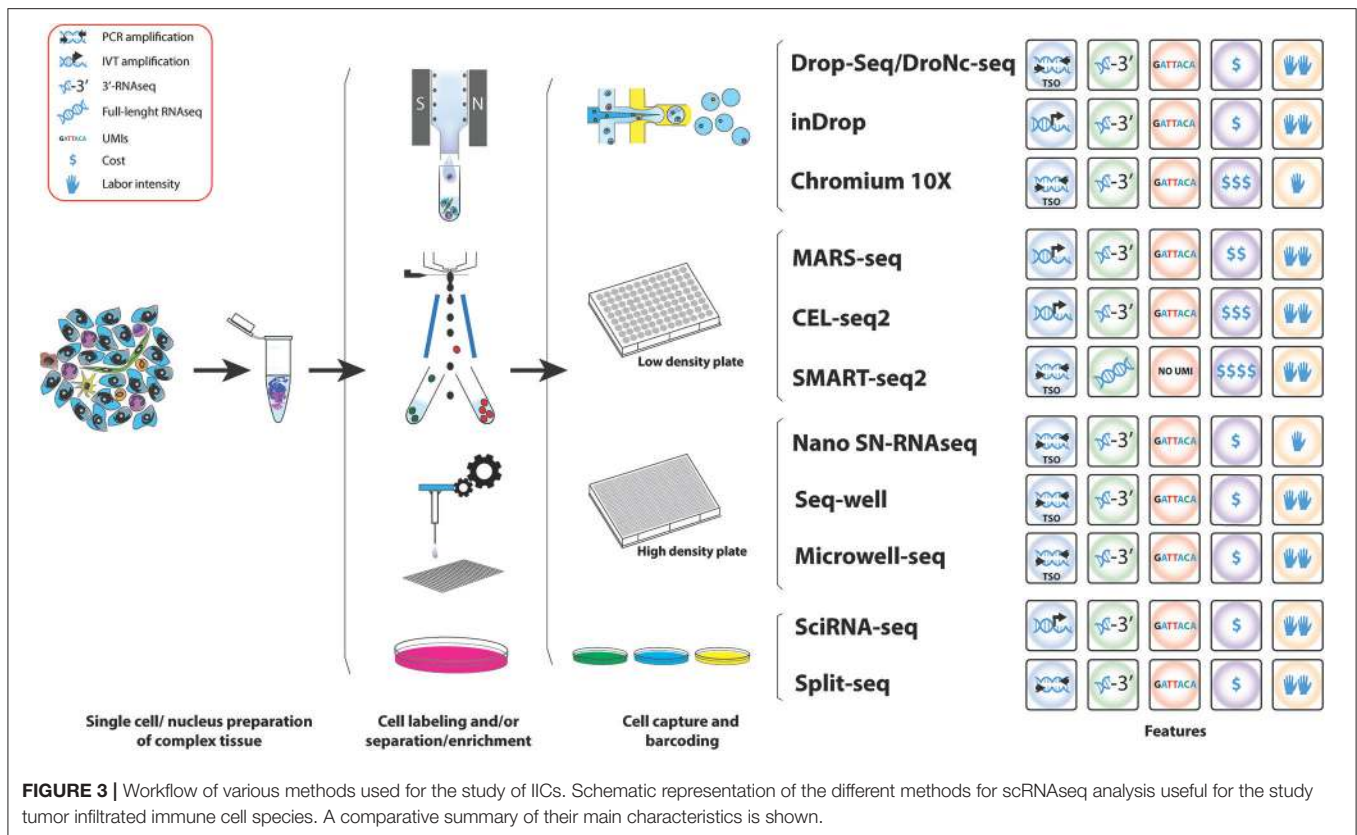 PCR amplification
IVT amplification
-3' 3'-RNAseq
Full-lenght RNAseq
GATTACA UMIs
$ Cost
Labor intensity
S N
Low density plate
High density plate
Drop-Seq/DroNc-seq
TSO -3' GATTACA $
inDrop
-3' GATTACA $
Chromium 10X
TSO -3' GATTACA $$$
MARS-seq
-3' GATTACA $$
CEL-seq2
-3' GATTACA $$$
SMART-seq2
TSO NO UMI $$$$
Nano SN-RNAseq
TSO -3' GATTACA $
Seq-well
TSO -3' GATTACA $
Microwell-seq
TSO -3' GATTACA $
SciRNA-seq
-3' GATTACA $
Split-seq
TSO -3' GATTACA $
Single cell/ nucleus preparation
of complex tissue
Cell labeling and/or
separation/enrichment
Cell capture and
barcoding
Features
FIGURE 3 | Workflow of various methods used for the study of IICs. Schematic representation of the different methods for scRNAseq analysis useful for the study
tumor infiltrated immune cell species. A comparative summary of their main characteristics is shown.